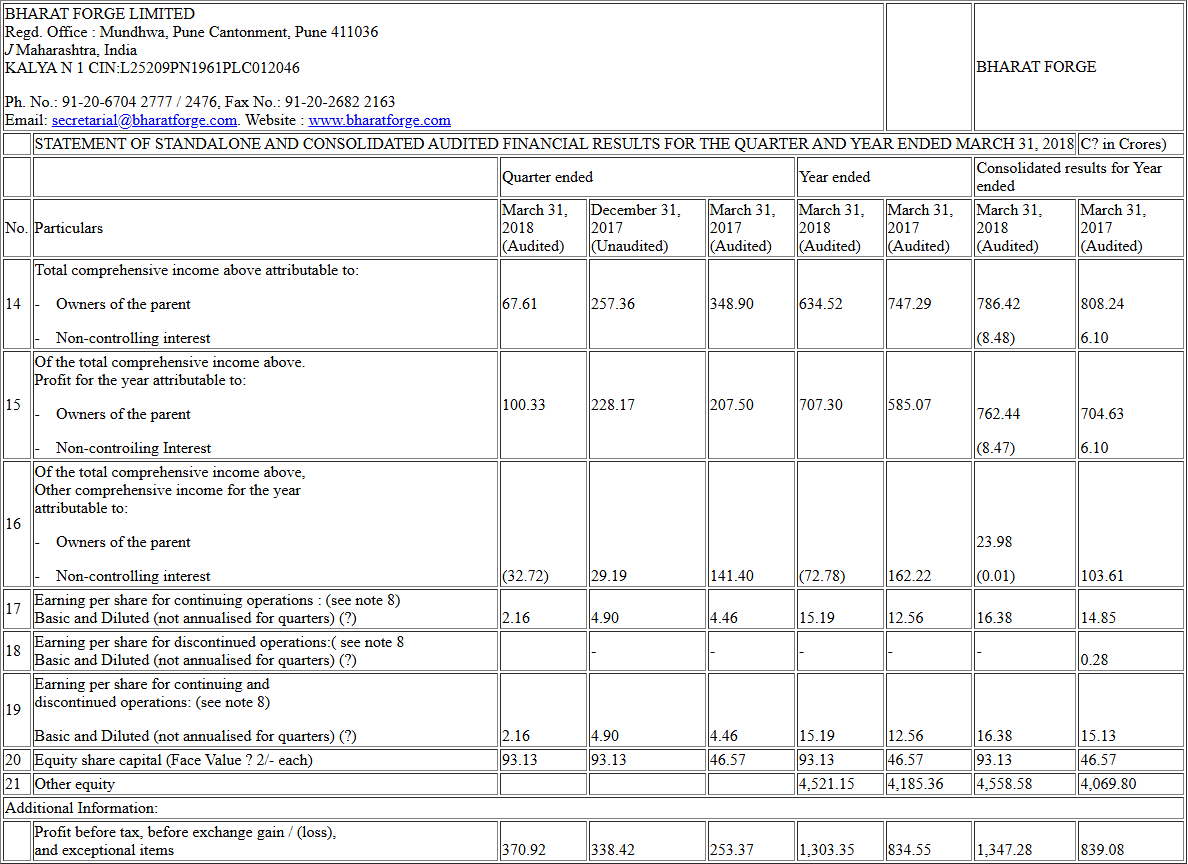 BHARAT FORGE LIMITED
Regd. Office : Mundhwa, Pune Cantonment, Pune 411036
J Maharashtra, India
KALYA N 1 CIN:L25209PN1961PLC012046
Ph. No.: 91-20-6704 2777 / 2476, Fax No.: 91-20-2682 2163
Email: secretarial@bharatforge.com. Website : www.bharatforge.com
BHARAT FORGE
STATEMENT OF STANDALONE AND CONSOLIDATED AUDITED FINANCIAL RESULTS FOR THE QUARTER AND YEAR ENDED MARCH 31, 2018 C? in Crores)
Quarter ended Year ended Consolidated results for Year ended
No. Particulars March 31, 2018 (Audited) December 31, 2017 (Unaudited) March 31, 2017 (Audited) March 31, 2018 (Audited) March 31, 2017 (Audited) March 31, 2018 (Audited) March 31, 2017 (Audited)
Total comprehensive income above attributable to:
14 - Owners of the parent 67.61 257.36 348.90 634.52 747.29 786.42 808.24
- Non-controlling interest (8.48) 6.10
Of the total comprehensive income above.
Profit for the year attributable to:
15 100.33 228.17 207.50 707.30 585.07
- Owners of the parent 762.44 704.63
- Non-controiling Interest (8.47) 6.10
Of the total comprehensive income above,
Other comprehensive income for the year
attributable to:
16
- Owners of the parent 23.98
- Non-controlling interest (32.72) 29.19 141.40 (72.78) 162.22 (0.01) 103.61
17 Earning per share for continuing operations : (see note 8)
Basic and Diluted (not annualised for quarters) (?) 2.16 4.90 4.46 15.19 12.56 16.38 14.85
18 Earning per share for discontinued operations:( see note 8
Basic and Diluted (not annualised for quarters) (?) - - - - - 0.28
Earning per share for continuing and
discontinued operations: (see note 8)
19
Basic and Diluted (not annualised for quarters) (?) 2.16 4.90 4.46 15.19 12.56 16.38 15.13
20 Equity share capital (Face Value ? 2/- each) 93.13 93.13 46.57 93.13 46.57 93.13 46.57
21 Other equity 4,521.15 4,185.36 4,558.58 4,069.80
Additional Information:
Profit before tax, before exchange gain / (loss),
and exceptional items 370.92 338.42 253.37 1,303.35 834.55 1,347.28 839.08